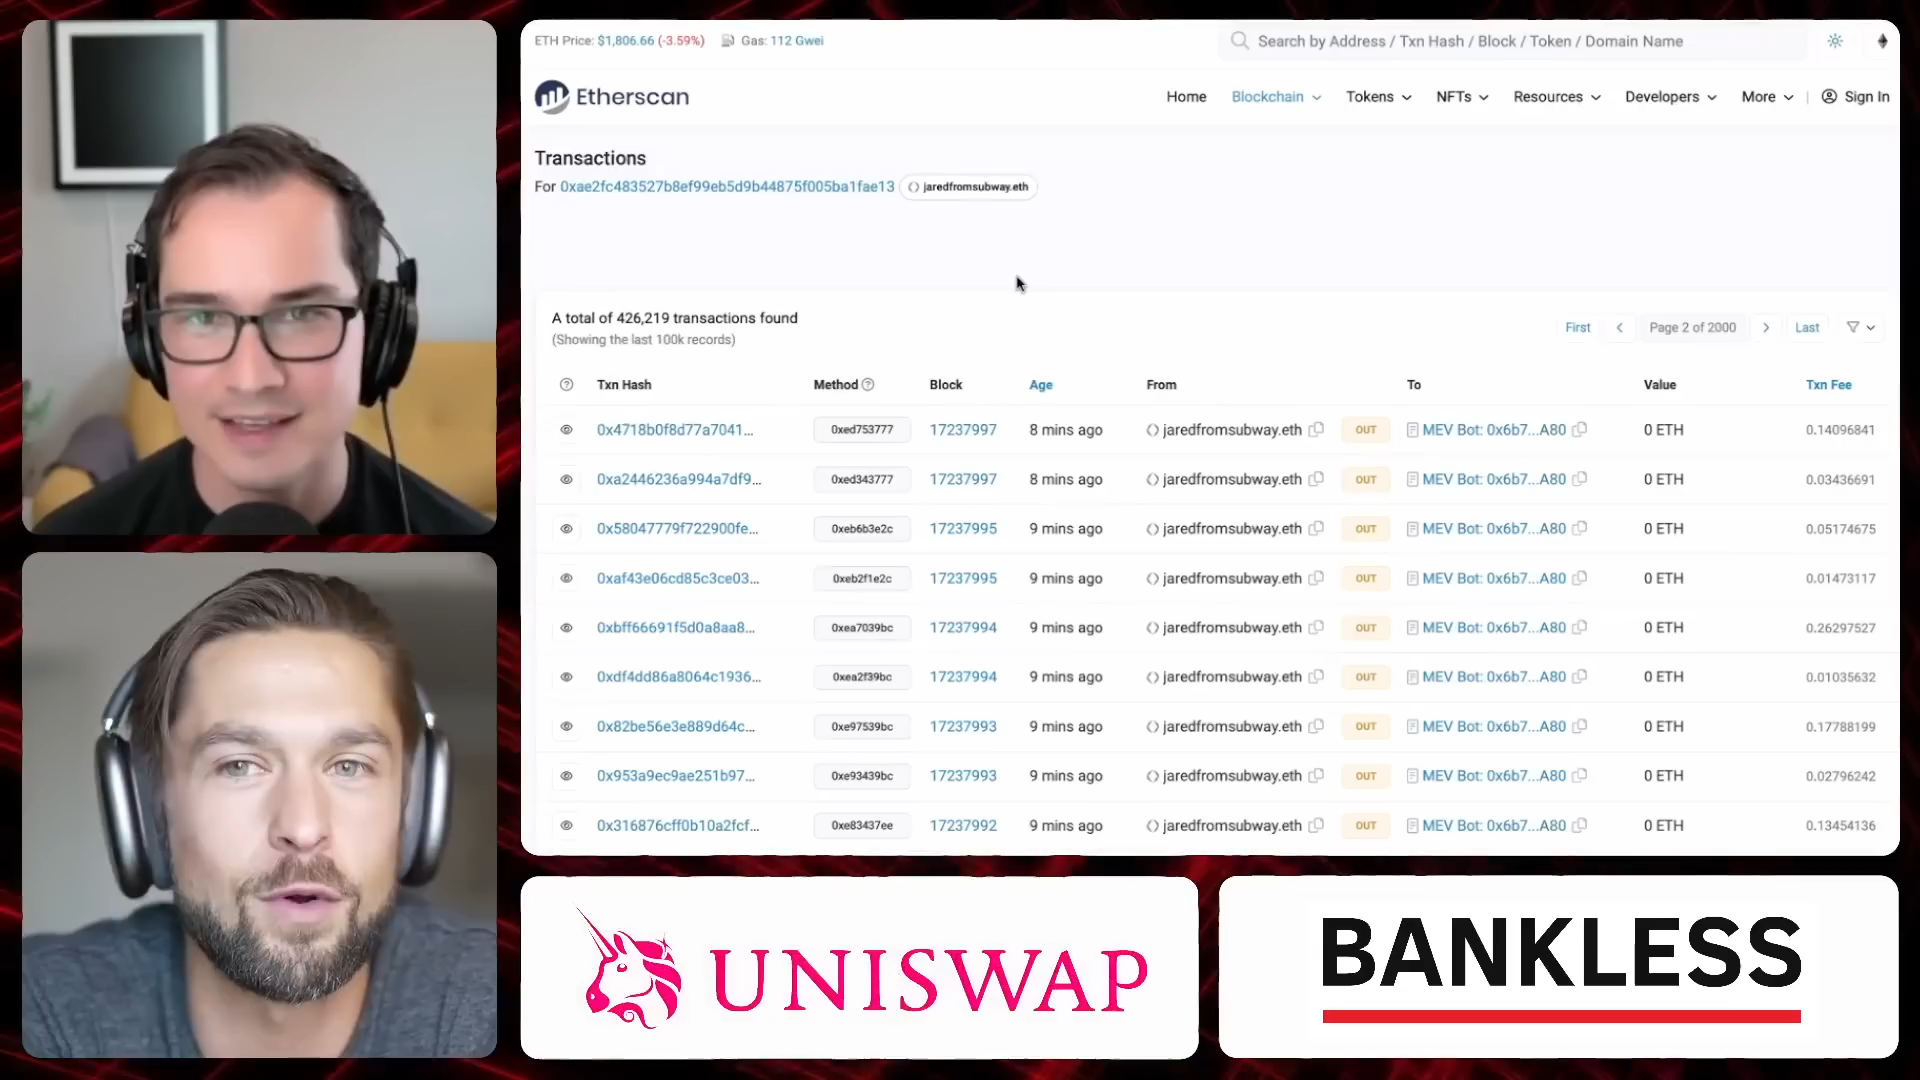 ETH Price: $1,806.66 (-3.59%) Gas: 112 Gwei
Search by Address / Txn Hash / Block / Token / Domain Name
Etherscan
Home Blockchain Tokens NFTs Resources Developers More | Sign In
Transactions
For 0xae2fc483527b8ef99eb5d9b44875f005ba1fae13 jaredfromsubway.eth
A total of 426,219 transactions found
(Showing the last 100k records)
First < Page 2 of 2000 > Last
Txn Hash Method Block Age From To Value Txn Fee
0x4718b0f8d77a7041... 0xed753777 17237997 8 mins ago jaredfromsubway.eth OUT MEV Bot: 0x6b7...A80 0 ETH 0.14096841
0xa2446236a994a7df9... 0xed343777 17237997 8 mins ago jaredfromsubway.eth OUT MEV Bot: 0x6b7...A80 0 ETH 0.03436691
0x58047779f722900fe... 0xeb6b3e2c 17237995 9 mins ago jaredfromsubway.eth OUT MEV Bot: 0x6b7...A80 0 ETH 0.05174675
0xaf43e06cd85c3ce03... 0xeb2f1e2c 17237995 9 mins ago jaredfromsubway.eth OUT MEV Bot: 0x6b7...A80 0 ETH 0.01473117
0xbff66691f5d0a8aa8... 0xea7039bc 17237994 9 mins ago jaredfromsubway.eth OUT MEV Bot: 0x6b7...A80 0 ETH 0.26297527
0xdf4dd86a8064c1936... 0xea2f39bc 17237994 9 mins ago jaredfromsubway.eth OUT MEV Bot: 0x6b7...A80 0 ETH 0.01035632
0x82be56e3e889d64c... 0xe97539bc 17237993 9 mins ago jaredfromsubway.eth OUT MEV Bot: 0x6b7...A80 0 ETH 0.17788199
0x953a9ec9ae251b97... 0xe93439bc 17237993 9 mins ago jaredfromsubway.eth OUT MEV Bot: 0x6b7...A80 0 ETH 0.02796242
0x316876cff0b10a2fcf... 0xe83437ee 17237992 9 mins ago jaredfromsubway.eth OUT MEV Bot: 0x6b7...A80 0 ETH 0.13454136
UNISWAP
BANKLESS